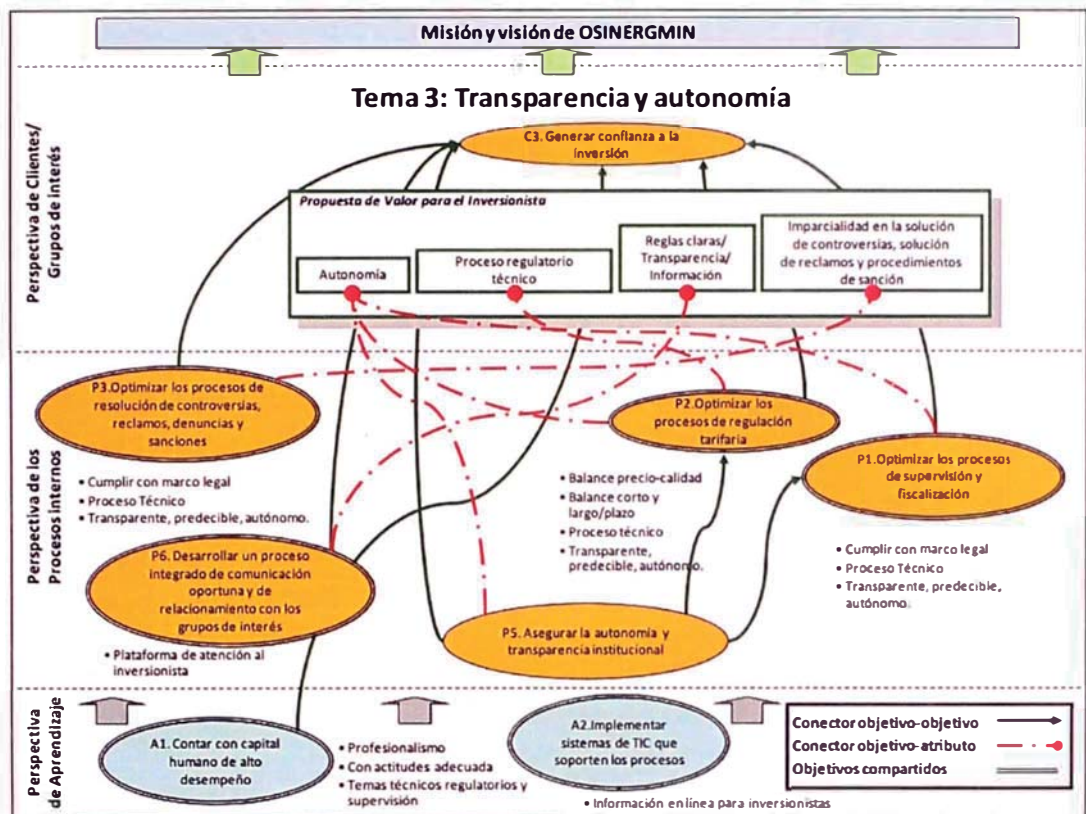 Misión y visión de OSINERGMIN
Tema 3: Transparencia y autonomía
Perspectiva de Clientes/
Grupos de interés
C3. Generar confianza a la
inversión
Propuesta de Valor para el Inversionista
Autonomía
Proceso regulatorio
técnico
Reglas claras/
Transparencia/
Información
Imparcialidad en la solución
de controversias, solución
de reclamos y procedimientos
de sanción
Perspectiva de los
Procesos internos
P3.Optimizar los procesos de
resolución de controversias,
reclamos, denuncias y
sanciones
• Cumplir con marco legal
• Proceso Técnico
• Transparente, predecible, autónomo.
P2.Optimizar los
procesos de regulación
tarifaria
• Balance precio-calidad
• Balance corto y
largo/plazo
• Proceso técnico
• Transparente,
predecible, autónomo.
P1.Optimizar los procesos
de supervisión y
fiscalización
• Cumplir con marco legal
• Proceso Técnico
• Transparente, predecible,
autónomo.
P6. Desarrollar un proceso
integrado de comunicación
oportuna y de
relacionamiento con los
grupos de interés
• Plataforma de atención al
inversionista
P5. Asegurar la autonomía y
transparencia institucional
Perspectiva
de Aprendizaje
A1. Contar con capital
humano de alto
desempeño
• Profesionalismo
• Con actitudes adecuada
• Temas técnicos regulatorios y
supervisión
A2.Implementar
sistemas de TIC que
soporten los procesos
• Información en línea para inversionistas
Conector objetivo-objetivo
Conector objetivo-atributo
Objetivos compartidos